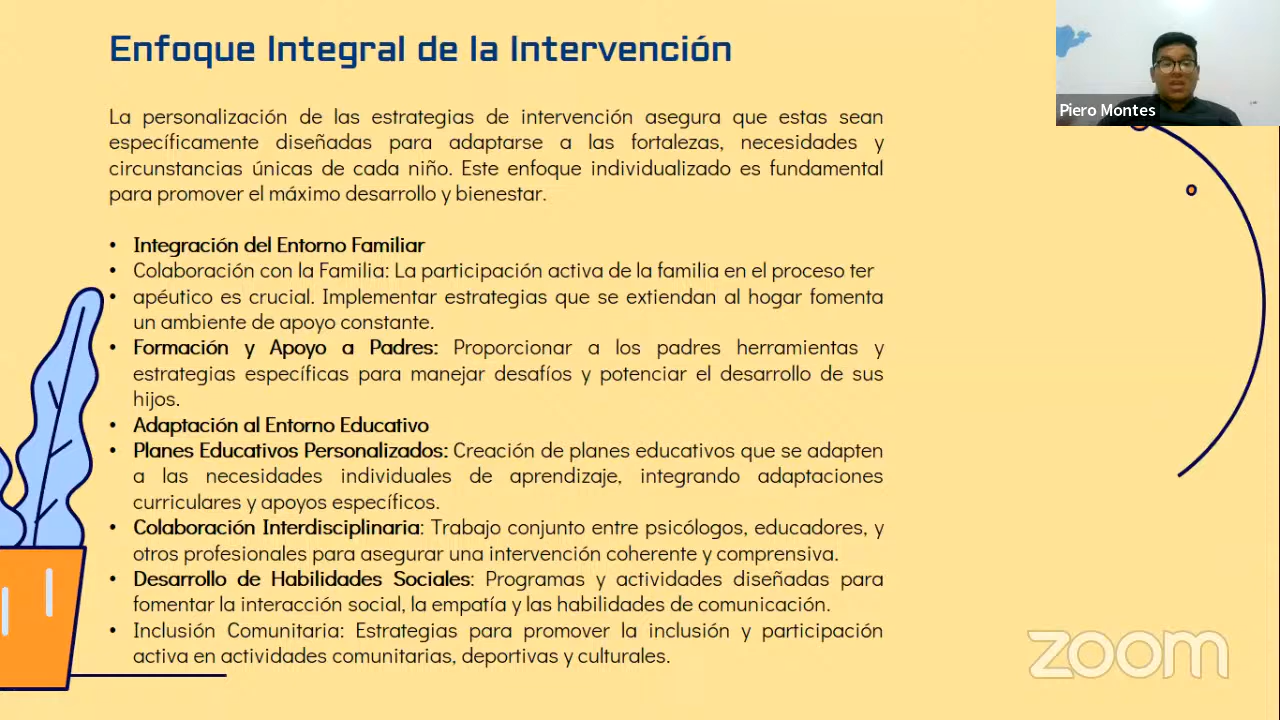 Enfoque Integral de la Intervención
Piero Montes
La personalización de las estrategias de intervención asegura que estas sean
específicamente diseñadas para adaptarse a las fortalezas, necesidades y
circunstancias únicas de cada niño. Este enfoque individualizado es fundamental
para promover el máximo desarrollo y bienestar.
• Integración del Entorno Familiar
• Colaboración con la Familia: La participación activa de la familia en el proceso ter
• apéutico es crucial. Implementar estrategias que se extiendan al hogar fomenta
un ambiente de apoyo constante.
• Formación y Apoyo a Padres: Proporcionar a los padres herramientas y
estrategias específicas para manejar desafíos y potenciar el desarrollo de sus
hijos.
• Adaptación al Entorno Educativo
• Planes Educativos Personalizados: Creación de planes educativos que se adapten
a las necesidades individuales de aprendizaje, integrando adaptaciones
curriculares y apoyos específicos.
• Colaboración Interdisciplinaria: Trabajo conjunto entre psicólogos, educadores, y
otros profesionales para asegurar una intervención coherente y comprensiva.
• Desarrollo de Habilidades Sociales: Programas y actividades diseñadas para
fomentar la interacción social, la empatía y las habilidades de comunicación.
• Inclusión Comunitaria: Estrategias para promover la inclusión y participación
activa en actividades comunitarias, deportivas y culturales.
zoom